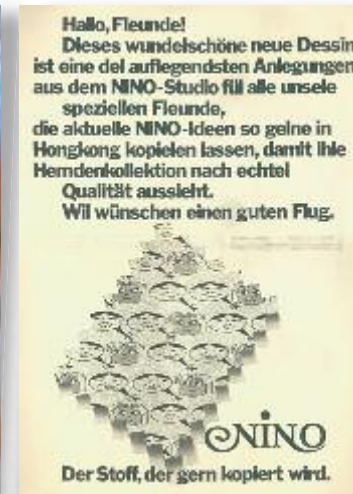 Hallo, Fleunde!
Dieses wundelschöne neue Dessin
ist eine del auflegendsten Anlegungen
aus dem NINO-Studio fül alle unsele
speziellen Fleunde,
die aktuelle NINO-Ideen so gelne in
Hongkong kopielen lassen, damit ihle
Hemdenkollektion nach echtel
Qualität aussieht.
Wil wünschen einen guten Flug.
NINO
Der Stoff, der gern kopiert wird.